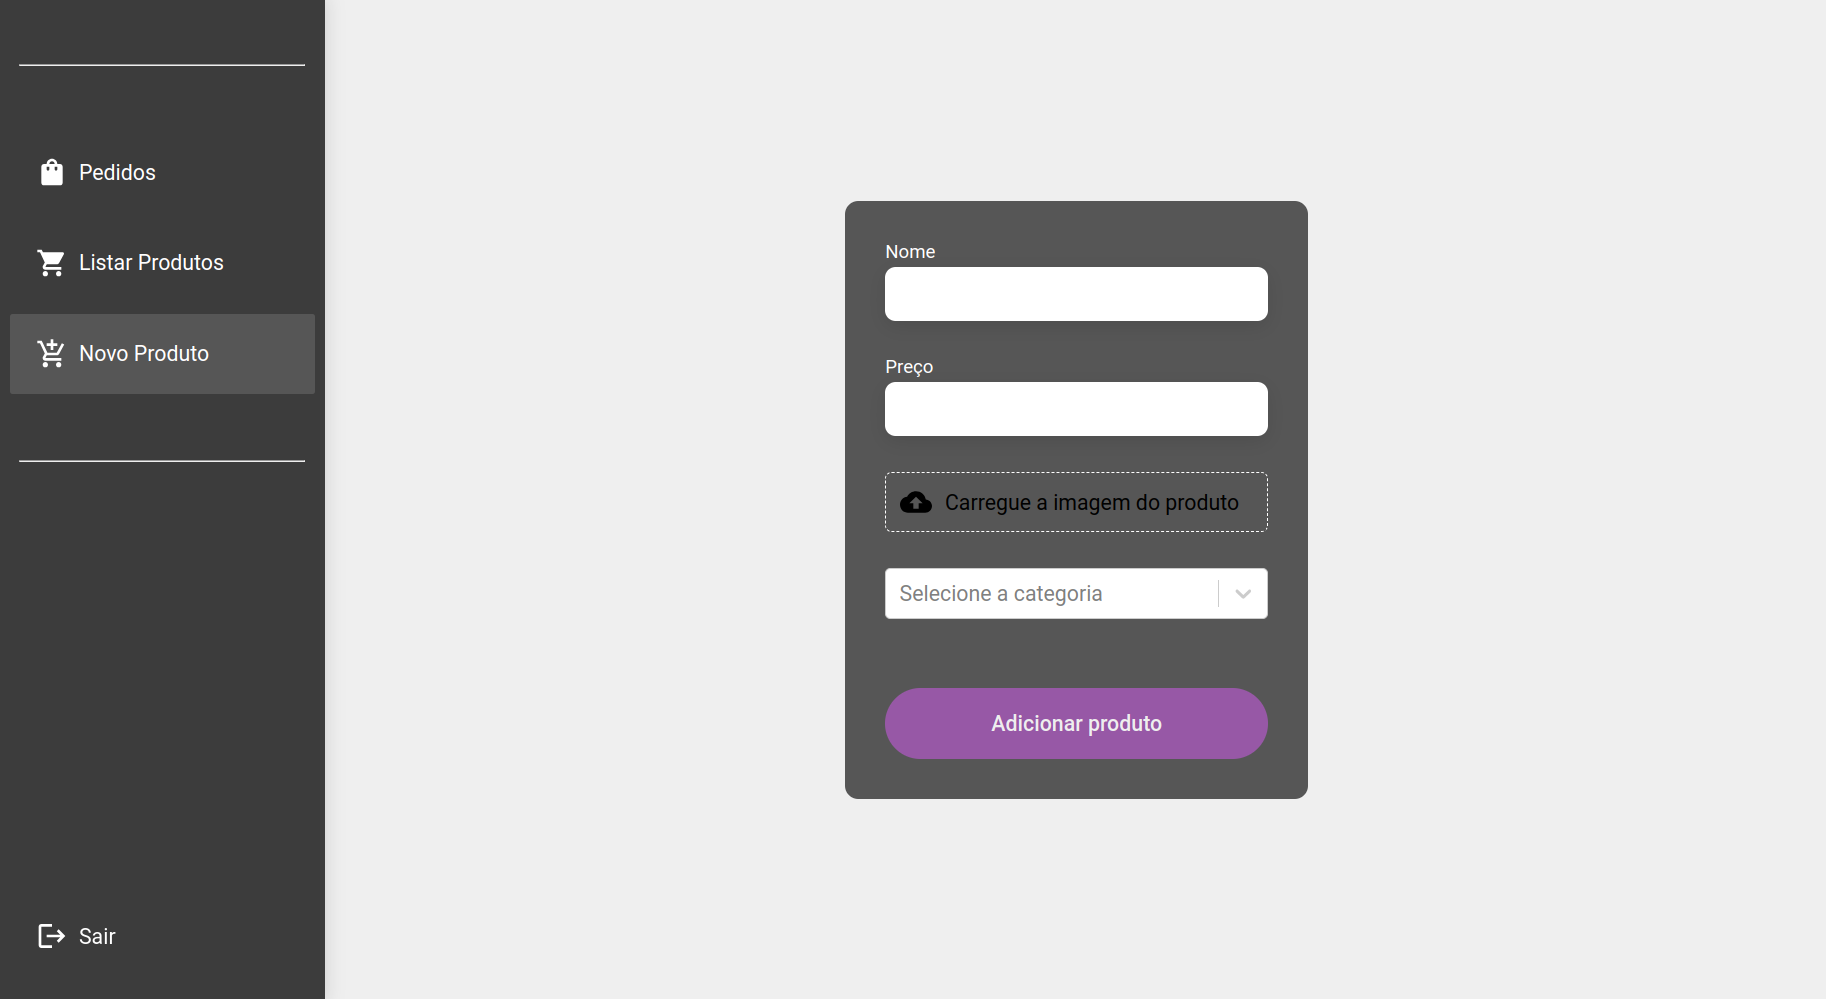 Pedidos
Listar Produtos
Novo Produto
Sair
Nome
Preço
Carregue a imagem do produto
Selecione a categoria
Adicionar produto